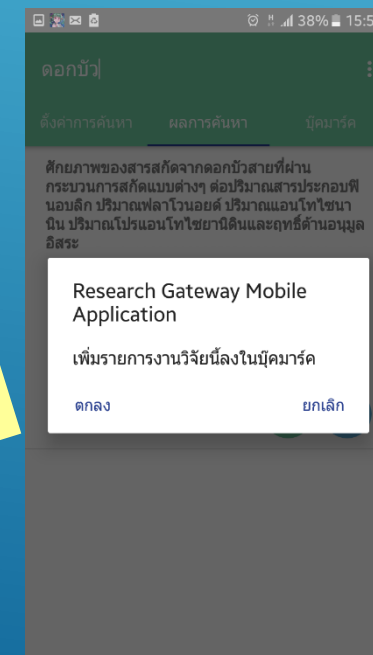 38% 15:5
ดอกบัว
ตั้งค่าการค้นหา ผลการค้นหา บุ๊คมาร์ค
ศักยภาพของสารสกัดจากดอกบัวสายที่ผ่าน
กระบวนการสกัดแบบต่างๆ ต่อปริมาณสารประกอบฟี
นอบลิก ปริมาณฟลาโวนอยด์ ปริมาณแอนโทไซยา
นิน ปริมาณโปรแอนโทไซยานิดินและฤทธิ์ต้านอนุมูล
อิสระ
Research Gateway Mobile
Application
เพิ่มรายการงานวิจัยนี้ลงในบุ๊คมาร์ค
ตกลง ยกเลิก